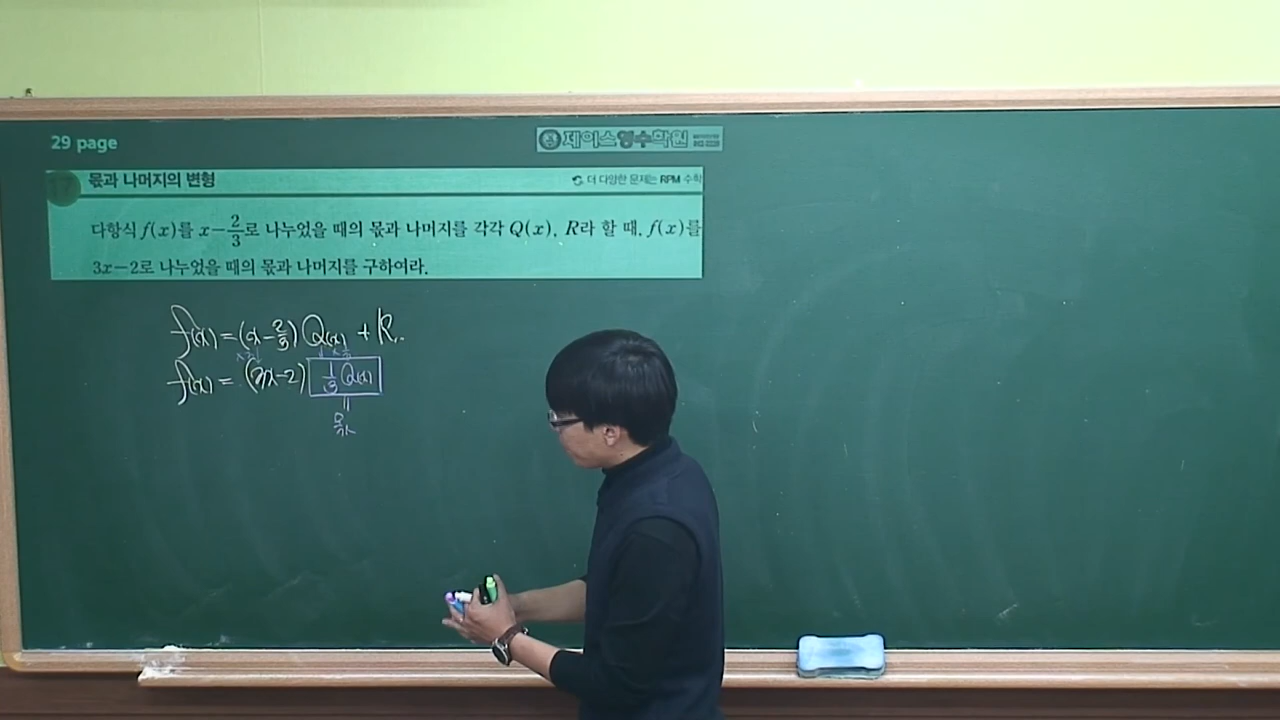 29 page
제이스영수학원
몫과 나머지의 변형
더 다양한 문제는 RPM 수학
다항식 f(x)를 x-2/3로 나누었을 때의 몫과 나머지를 각각 Q(x), R라 할 때, f(x)를
3x-2로 나누었을 때의 몫과 나머지를 구하여라.
f(x) = (x-2/3) Q(x) + R
×3 ×1/3
f(x) = (3x-2) 1/3 Q(x)
몫